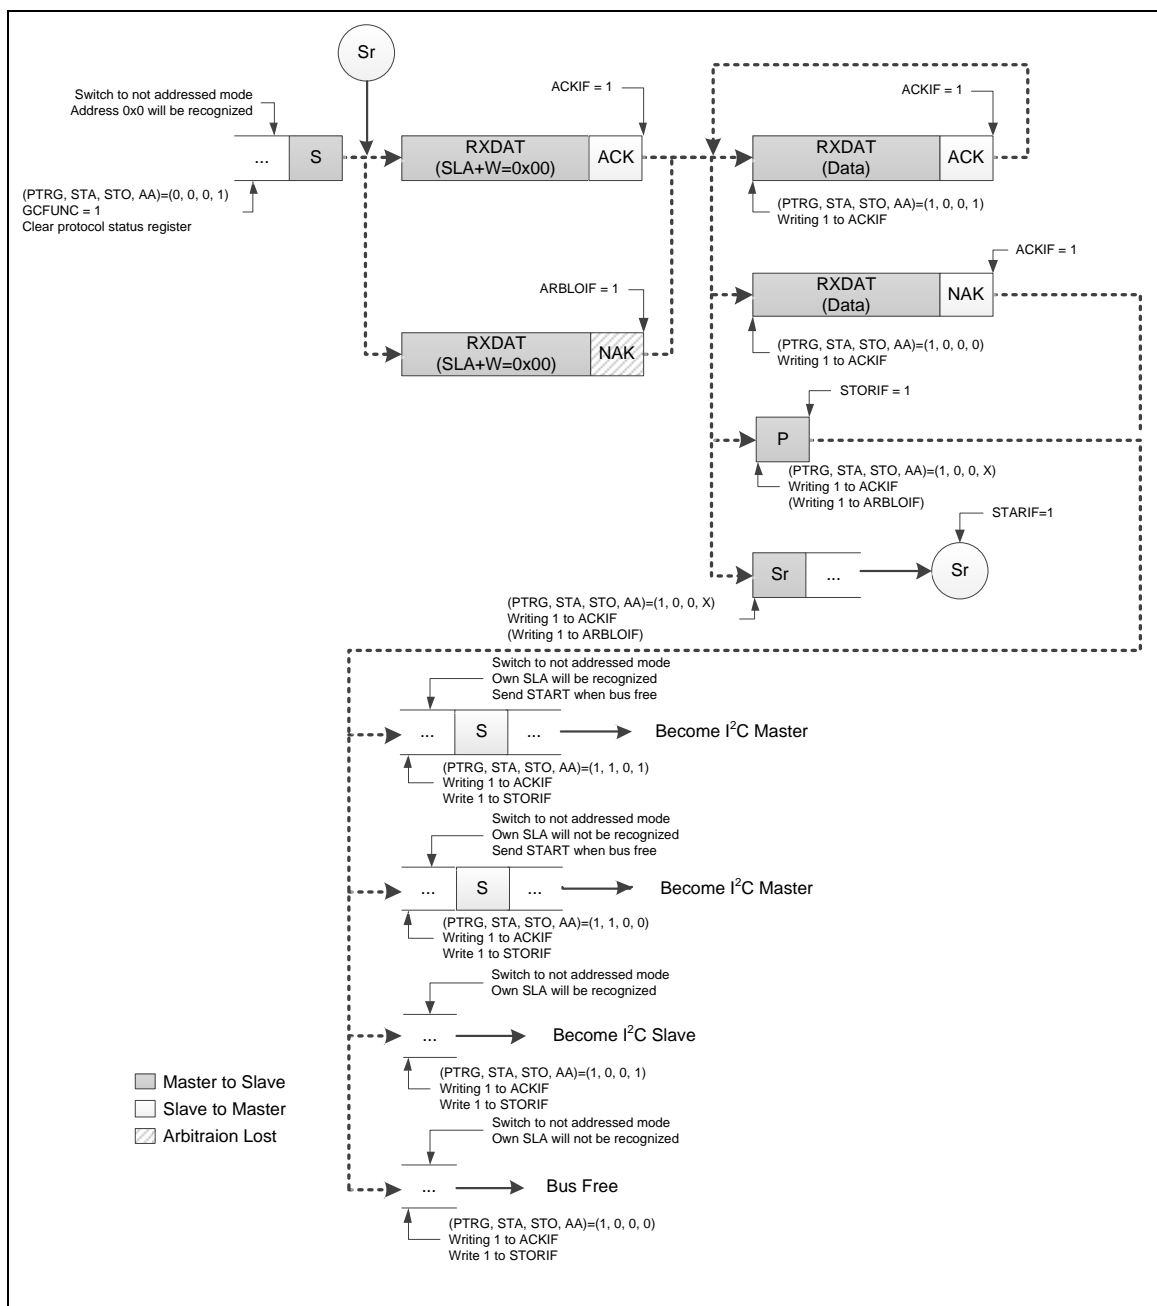 Sr
Switch to not addressed mode
Address 0x0 will be recognized
ACKIF = 1
ACKIF = 1
...
S
RXDAT
(SLA+W=0x00)
ACK
RXDAT
(Data)
ACK
(PTRG, STA, STO, AA)=(0, 0, 0, 1)
GCFUNC = 1
Clear protocol status register
(PTRG, STA, STO, AA)=(1, 0, 0, 1)
Writing 1 to ACKIF
ACKIF = 1
ARBLOIF = 1
RXDAT
(Data)
NAK
RXDAT
(SLA+W=0x00)
NAK
(PTRG, STA, STO, AA)=(1, 0, 0, 0)
Writing 1 to ACKIF
STORIF = 1
P
(PTRG, STA, STO, AA)=(1, 0, 0, X)
Writing 1 to ACKIF
(Writing 1 to ARBLOIF)
STARIF=1
Sr
...
Sr
(PTRG, STA, STO, AA)=(1, 0, 0, X)
Writing 1 to ACKIF
(Writing 1 to ARBLOIF)
Switch to not addressed mode
Own SLA will be recognized
Send START when bus free
...
S
...
Become I²C Master
(PTRG, STA, STO, AA)=(1, 1, 0, 1)
Writing 1 to ACKIF
Write 1 to STORIF
Switch to not addressed mode
Own SLA will not be recognized
Send START when bus free
...
S
...
Become I²C Master
(PTRG, STA, STO, AA)=(1, 1, 0, 0)
Writing 1 to ACKIF
Write 1 to STORIF
Switch to not addressed mode
Own SLA will be recognized
...
Become I²C Slave
(PTRG, STA, STO, AA)=(1, 0, 0, 1)
Writing 1 to ACKIF
Write 1 to STORIF
Master to Slave
Slave to Master
Arbitraion Lost
Switch to not addressed mode
Own SLA will not be recognized
...
Bus Free
(PTRG, STA, STO, AA)=(1, 0, 0, 0)
Writing 1 to ACKIF
Write 1 to STORIF